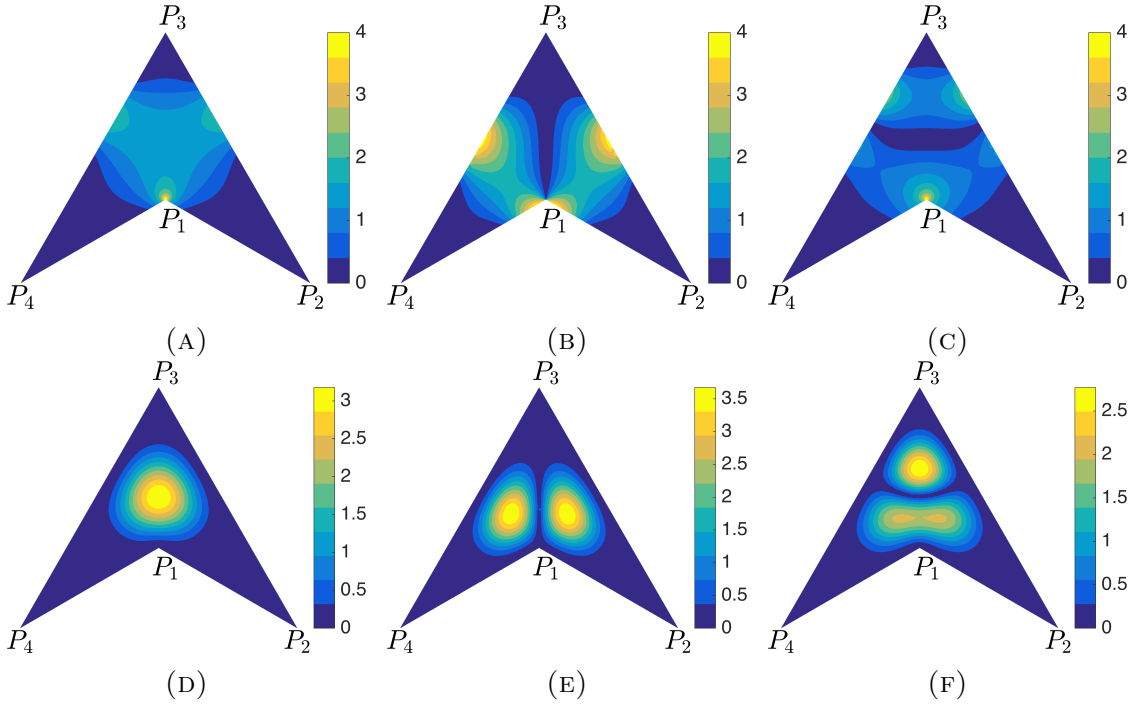 P3 P3 P3
4 4 4
3 3 3
2 2 2
1 1 1
P1 P1 P1
0 0 0
P4 P2 P4 P2 P4 P2
(A) (B) (C)
P3 P3 P3
3 3.5 2.5
2.5 3 2
2 2.5 1.5
1.5 2 1
1 1.5 0.5
0.5 1 0
0 0.5
0
P1 P1 P1
P4 P2 P4 P2 P4 P2
(D) (E) (F)